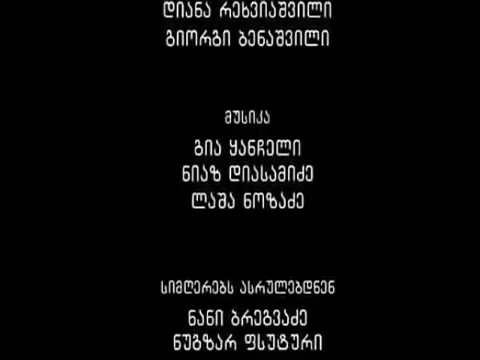 დიანა რეხვიაშვილი
გიორგი ბენაშვილი
მუსიკა
გია ყანჩელი
ნიაზ დიასამიძე
ლაშა ნოზაძე
სიმღერებს ასრულებდნენ
ნანი ბრეგვაძე
ნუგზარ ფსუტური